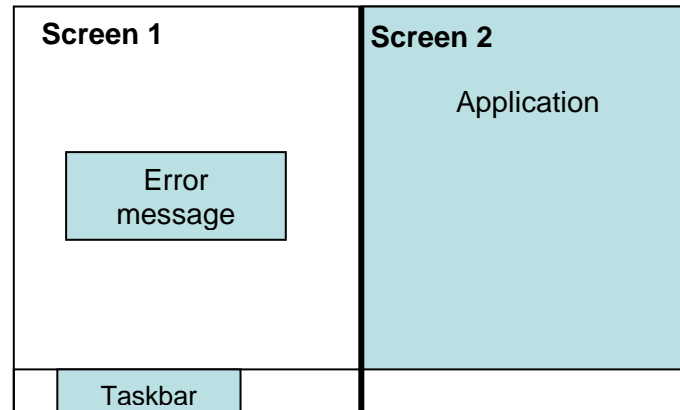 Screen 1
Screen 2
Application
Error
message
Taskbar